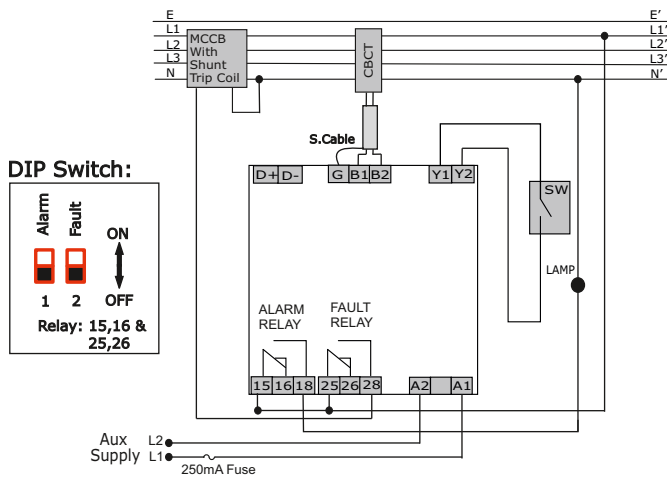 E
E'
L1
L1'
L2
L2'
L3
L3'
N
N'
MCCB
With
Shunt
Trip Coil
CBCT
S.Cable
D+ D- G B1 B2 Y1 Y2
SW
LAMP
DIP Switch:
Alarm
Fault
ON
1 2 OFF
Relay: 15,16 &
25,26
ALARM
RELAY
FAULT
RELAY
15 16 18 25 26 28 A2 A1
Aux
Supply
L2
L1
250mA Fuse